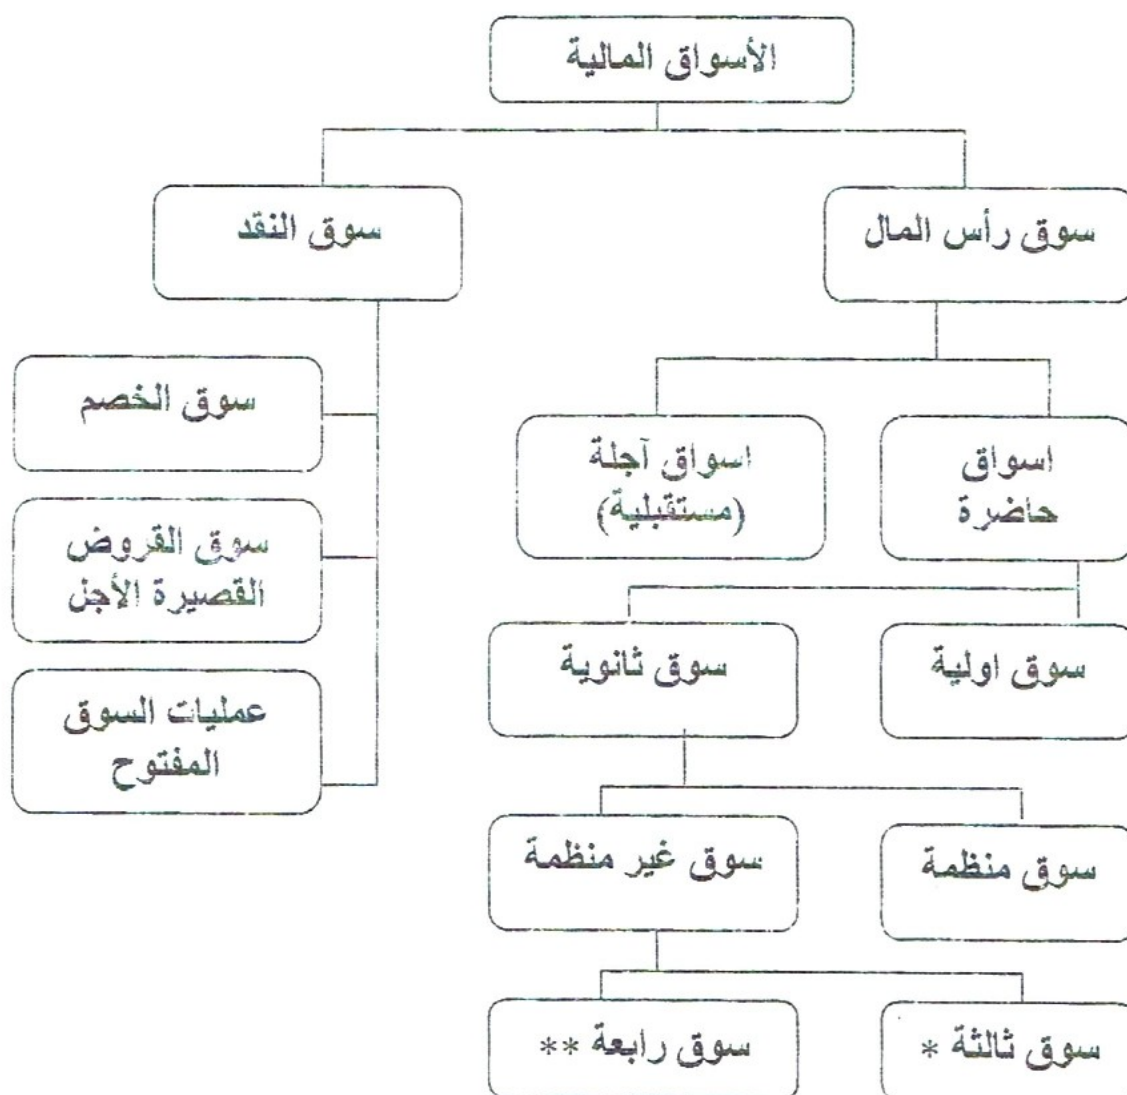 الأسواق المالية
سوق رأس المال
سوق النقد
اسواق
حاضرة
اسواق آجلة
(مستقبلية)
سوق اولية
سوق ثانوية
سوق منظمة
سوق غير منظمة
سوق ثالثة *
سوق رابعة **
سوق الخصم
سوق القروض
القصيرة الأجل
عمليات السوق
المفتوح